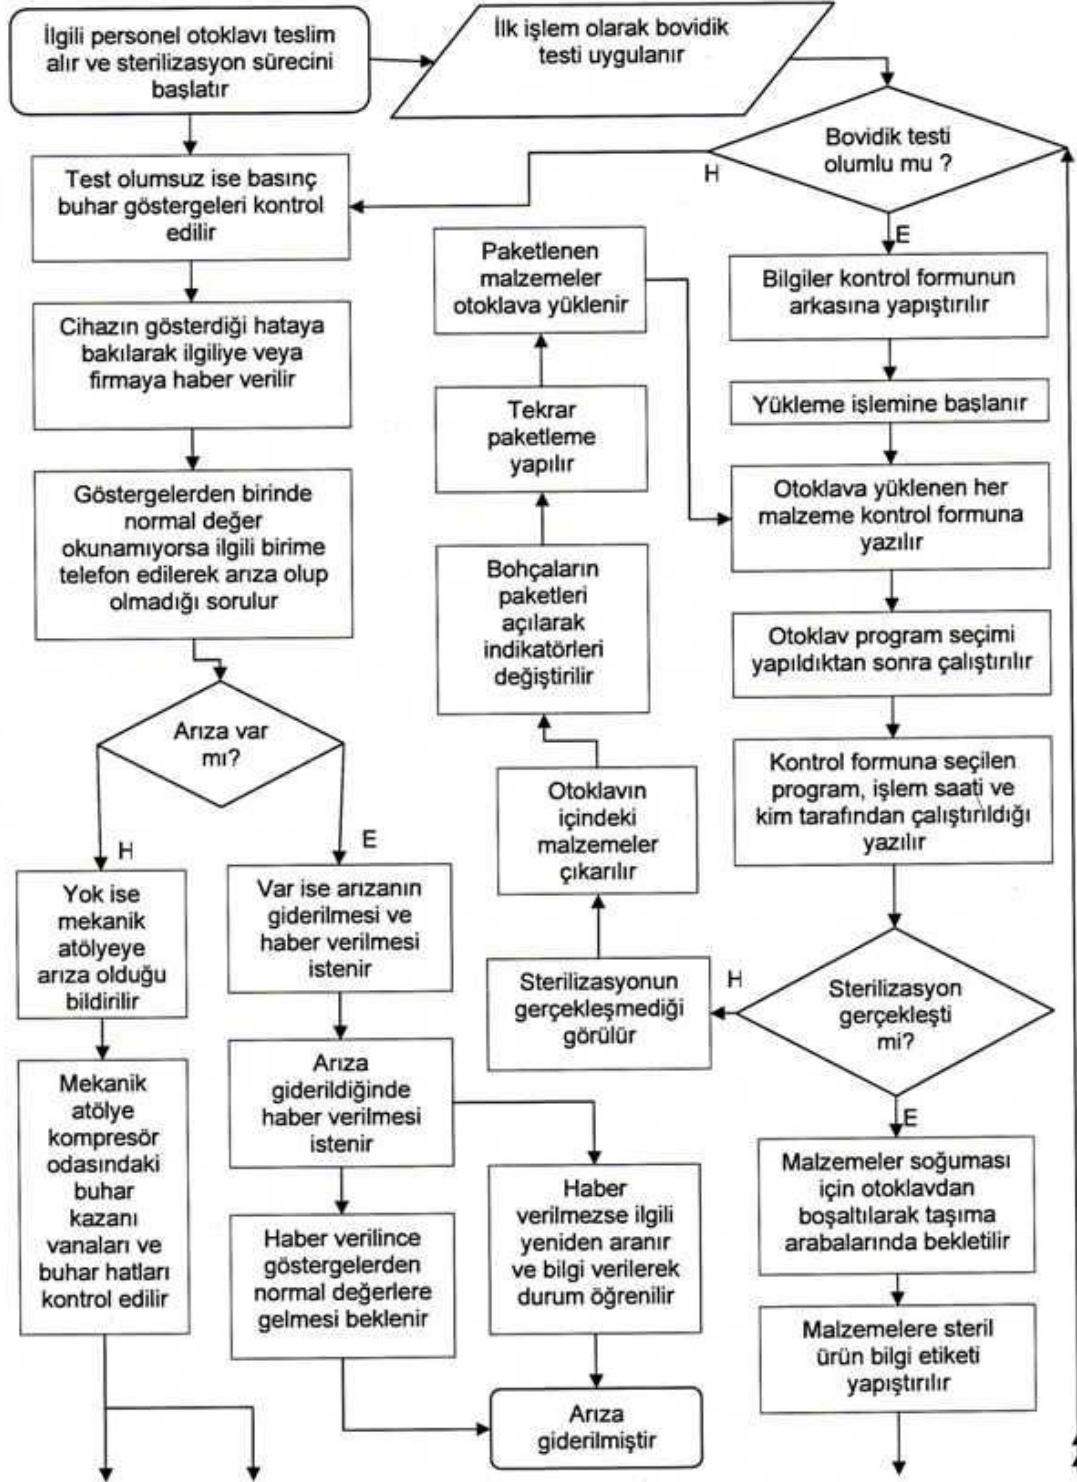 İlgili personel otoklavı teslim
alır ve sterilizasyon sürecini
başlatır
İlk işlem olarak bovidik
testi uygulanır
Bovidik testi
olumlu mu ?
H
E
Test olumsuz ise basınç
buhar göstergeleri kontrol
edilir
Cihazın gösterdiği hataya
bakılarak ilgiliye veya
firmaya haber verilir
Göstergelerden birinde
normal değer
okunamıyorsa ilgili birime
telefon edilerek arıza olup
olmadığı sorulur
Arıza var
mı?
H
E
Yok ise
mekanik
atölyeye
arıza olduğu
bildirilir
Mekanik
atölye
kompresör
odasındaki
buhar
kazanı
vanaları ve
buhar hatları
kontrol edilir
Var ise arızanın
giderilmesi ve
haber verilmesi
istenir
Arıza
giderildiğinde
haber verilmesi
istenir
Haber verilince
göstergelerden
normal değerlere
gelmesi beklenir
Haber
verilmezse ilgili
yeniden aranır
ve bilgi verilerek
durum öğrenilir
Arıza
giderilmiştir
Paketlenen
malzemeler
otoklava yüklenir
Tekrar
paketleme
yapılır
Bohçaların
paketleri
açılarak
indikatörleri
değiştirilir
Otoklavın
içindeki
malzemeler
çıkarılır
Sterilizasyonun
gerçekleşmediği
görülür
Bilgiler kontrol formunun
arkasına yapıştırılır
Yükleme işlemine başlanır
Otoklava yüklenen her
malzeme kontrol formuna
yazılır
Otoklav program seçimi
yapıldıktan sonra çalıştırılır
Kontrol formuna seçilen
program, işlem saati ve
kim tarafından çalıştırıldığı
yazılır
Sterilizasyon
gerçekleşti
mi?
H
E
Malzemeler soğuması
için otoklavdan
boşaltılarak taşıma
arabalarında bekletilir
Malzemelere steril
ürün bilgi etiketi
yapıştırılır